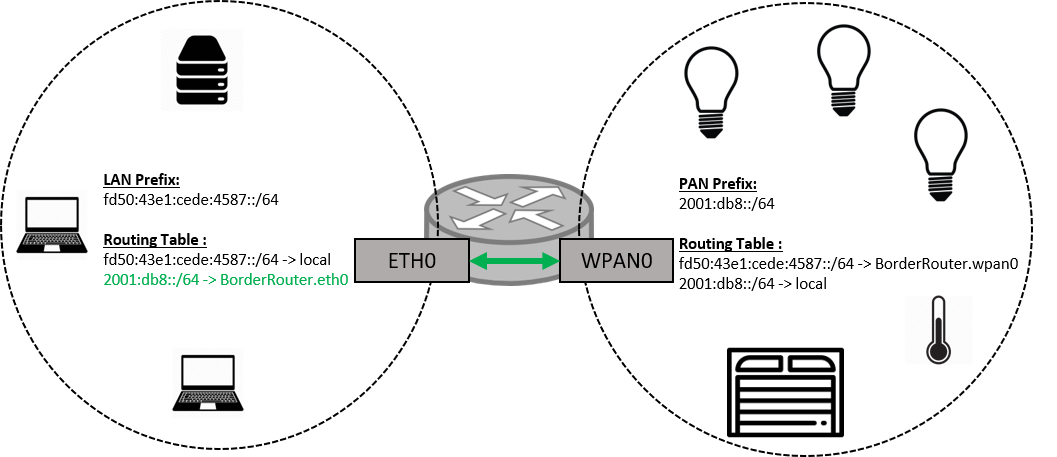 LAN Prefix:
fd50:43e1:cede:4587::/64
Routing Table :
fd50:43e1:cede:4587::/64 -> local
2001:db8::/64 -> BorderRouter.eth0
ETH0
WPAN0
PAN Prefix:
2001:db8::/64
Routing Table :
fd50:43e1:cede:4587::/64 -> BorderRouter.wpan0
2001:db8::/64 -> local